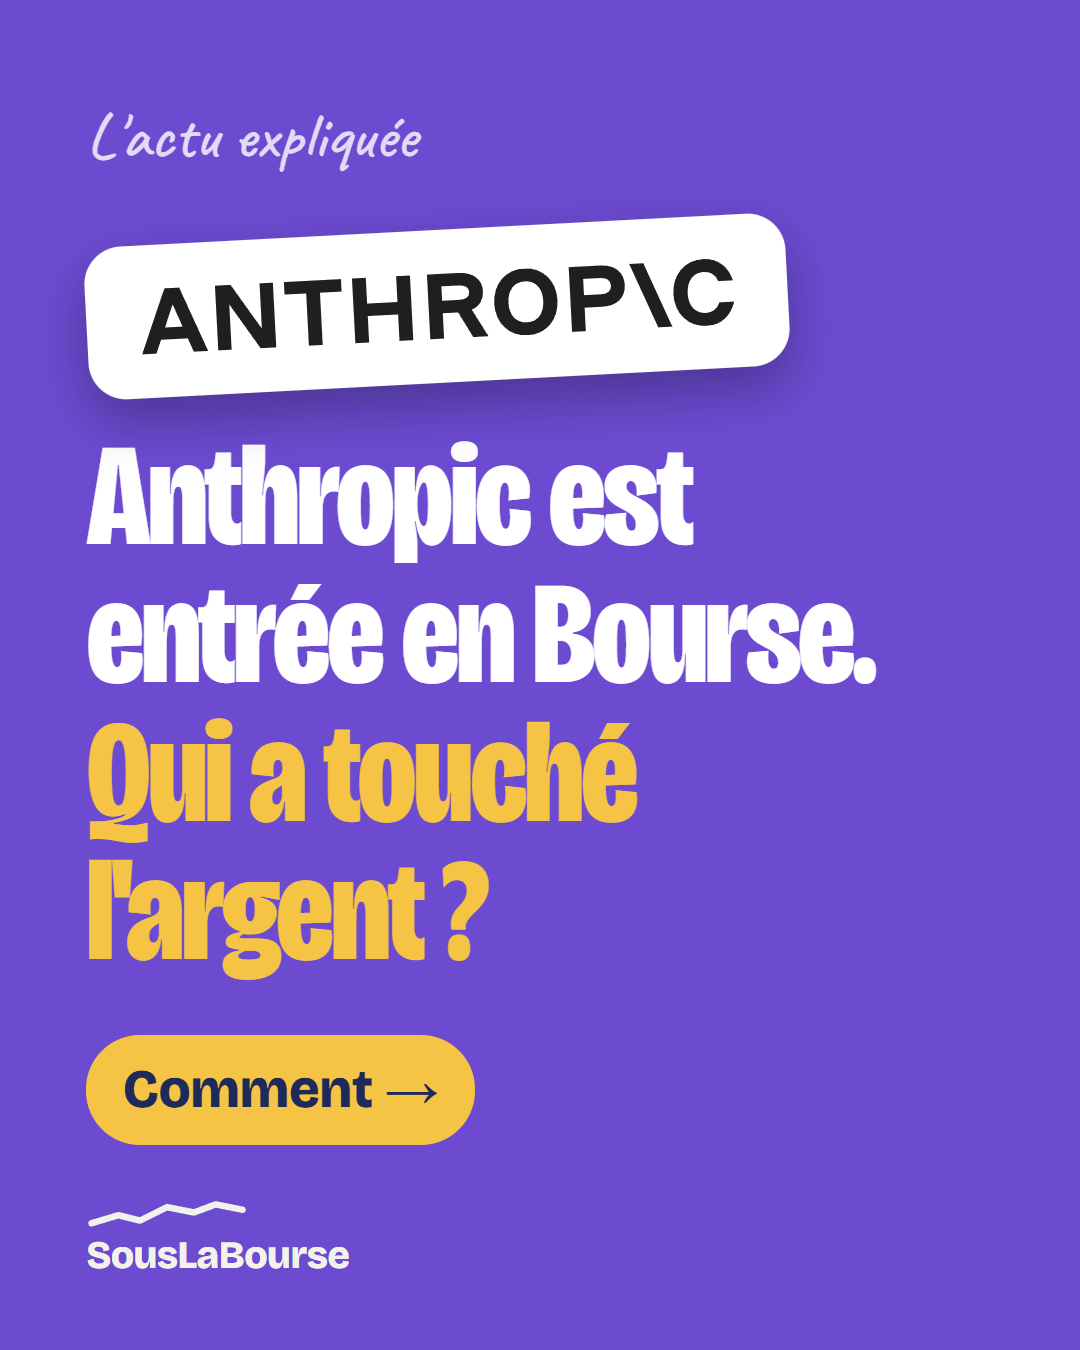 L'actu expliquée
ANTHROP\C
Anthropic est
entrée en Bourse.
Qui a touché
l'argent ?
Comment →
SousLaBourse